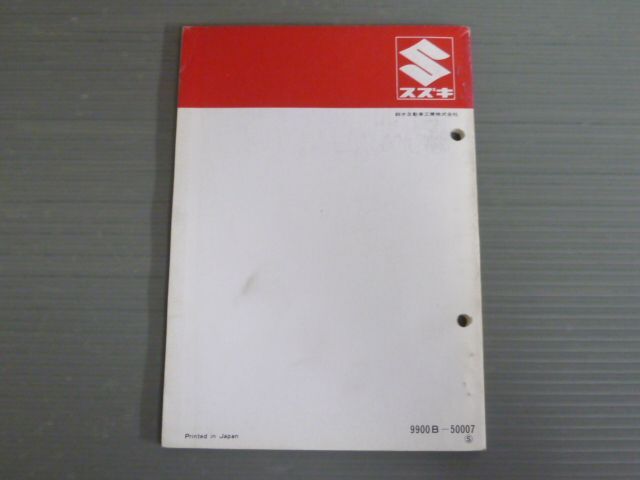 スズキ
鈴木自動車工業株式会社
9900B-50007
Ⓢ
Printed in Japan